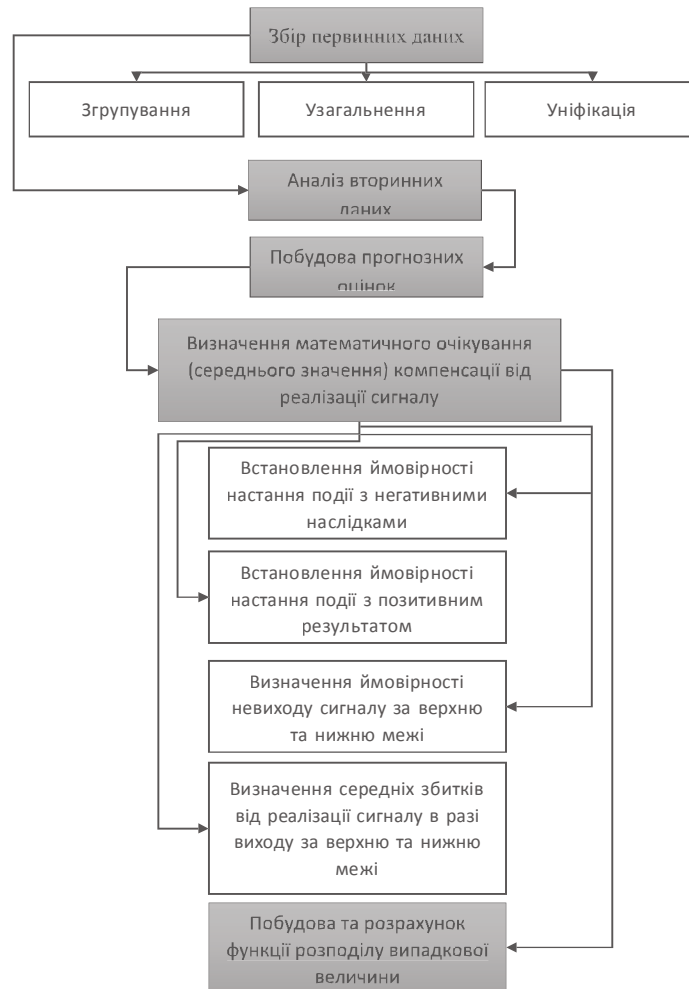 Збір первинних даних
Згрупування
Узагальнення
Уніфікація
Аналіз вторинних
даних
Побудова прогнозних
оцінок
Визначення математичного очікування
(середнього значення) компенсації від
реалізації сигналу
Встановлення ймовірності
настання події з негативними
наслідками
Встановлення ймовірності
настання події з позитивним
результатом
Визначення ймовірності
невиходу сигналу за верхню
та нижню межі
Визначення середніх збитків
від реалізації сигналу в разі
виходу за верхню та нижню
межі
Побудова та розрахунок
функції розподілу випадкової
величини